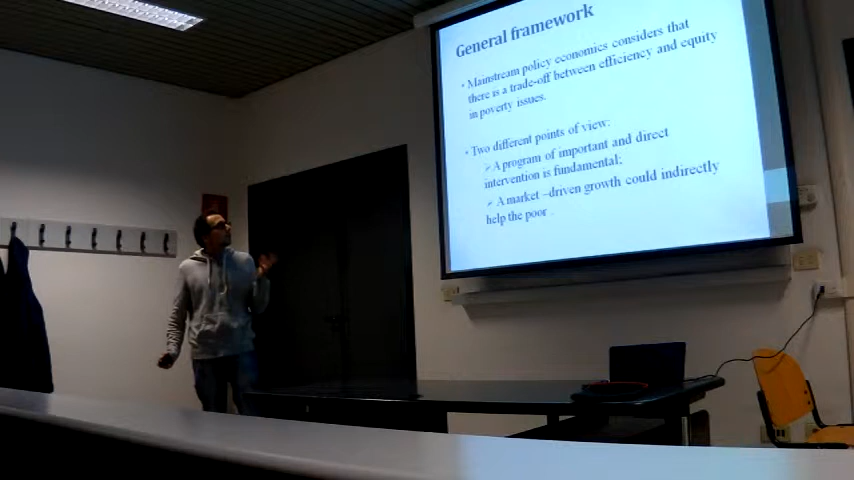 General framework
• Mainstream policy economics considers that
there is a trade-off between efficiency and equity
in poverty issues.
• Two different points of view:
➢ A program of important and direct
intervention is fundamental;
➢ A market –driven growth could indirectly
help the poor .